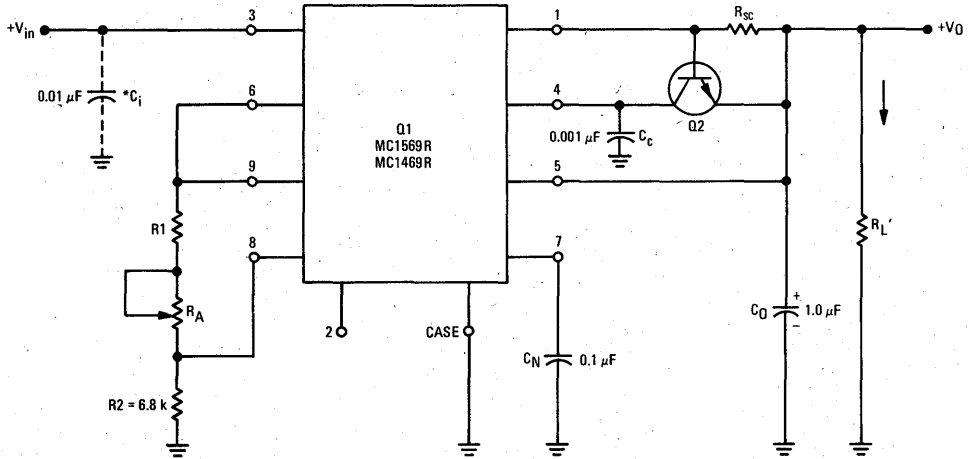 +Vin
3
1
RSC
+VO
0.01 μF
*Ci
6
4
Q1
MC1569R
MC1469R
Q2
0.001 μF
Cc
9
5
R1
8
7
RL'
RA
2
CASE
CO
+
1.0 μF
−
CN
0.1 μF
R2 = 6.8 k